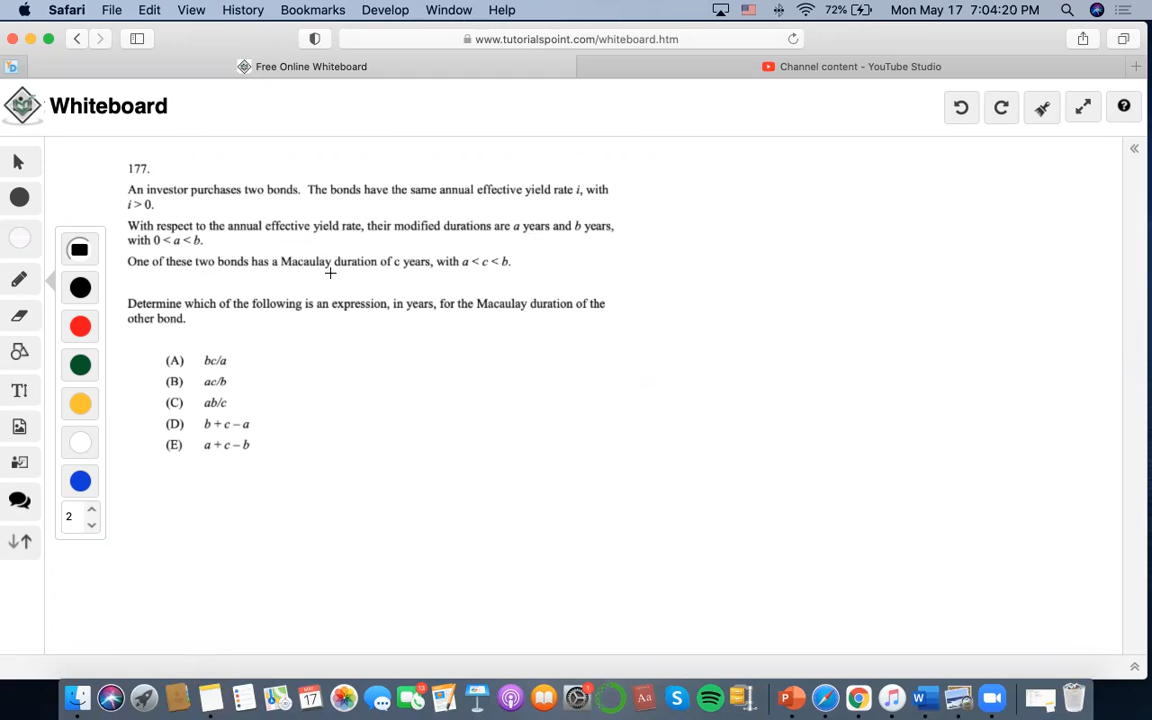 Safari File Edit View History Bookmarks Develop Window Help 72% Mon May 17 7:04:20 PM
www.tutorialspoint.com/whiteboard.htm
Free Online Whiteboard Channel content - YouTube Studio
Whiteboard
177.
An investor purchases two bonds. The bonds have the same annual effective yield rate i, with
i > 0.
With respect to the annual effective yield rate, their modified durations are a years and b years,
with 0 < a < b.
One of these two bonds has a Macaulay duration of c years, with a < c < b.
Determine which of the following is an expression, in years, for the Macaulay duration of the
other bond.
(A) bc/a
(B) ac/b
(C) ab/c
(D) b + c – a
(E) a + c – b
TI
2
17